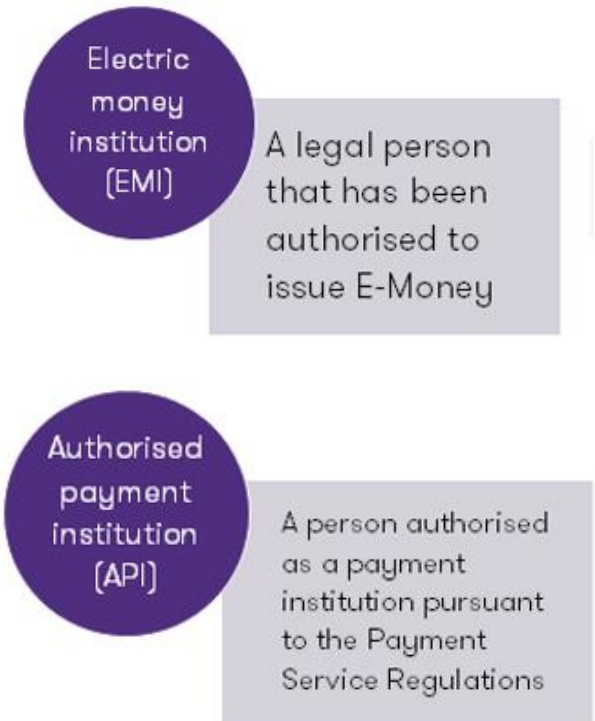 Electric
money
institution
(EMI)
A legal person
that has been
authorised to
issue E-Money
Authorised
payment
institution
(API)
A person authorised
as a payment
institution pursuant
to the Payment
Service Regulations